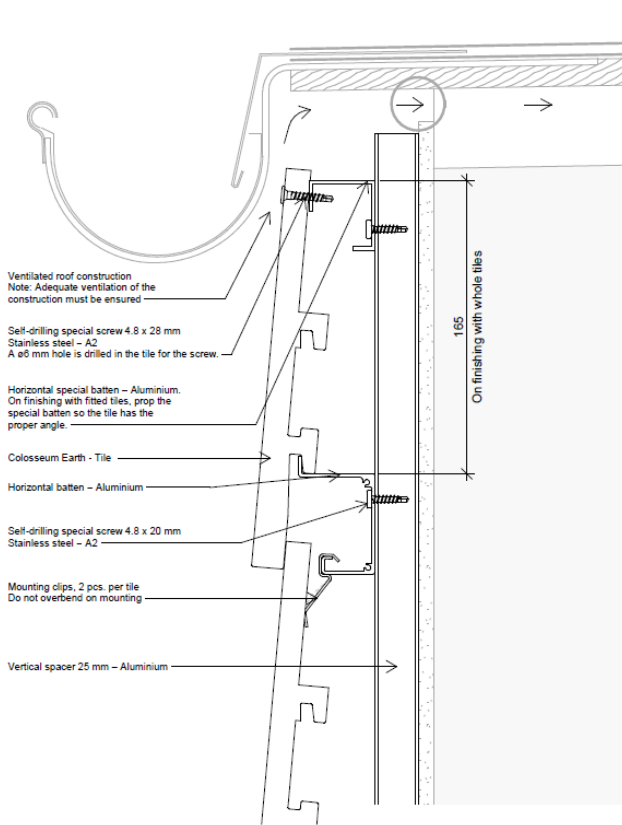 Ventilated roof construction
Note: Adequate ventilation of the
construction must be ensured
Self-drilling special screw 4.8 x 28 mm
Stainless steel – A2
A ø6 mm hole is drilled in the tile for the screw.
Horizontal special batten – Aluminium.
On finishing with fitted tiles, prop the
special batten so the tile has the
proper angle.
Colosseum Earth - Tile
Horizontal batten – Aluminium
Self-drilling special screw 4.8 x 20 mm
Stainless steel – A2
Mounting clips, 2 pcs. per tile
Do not overbend on mounting
Vertical spacer 25 mm – Aluminium
165
On finishing with whole tiles